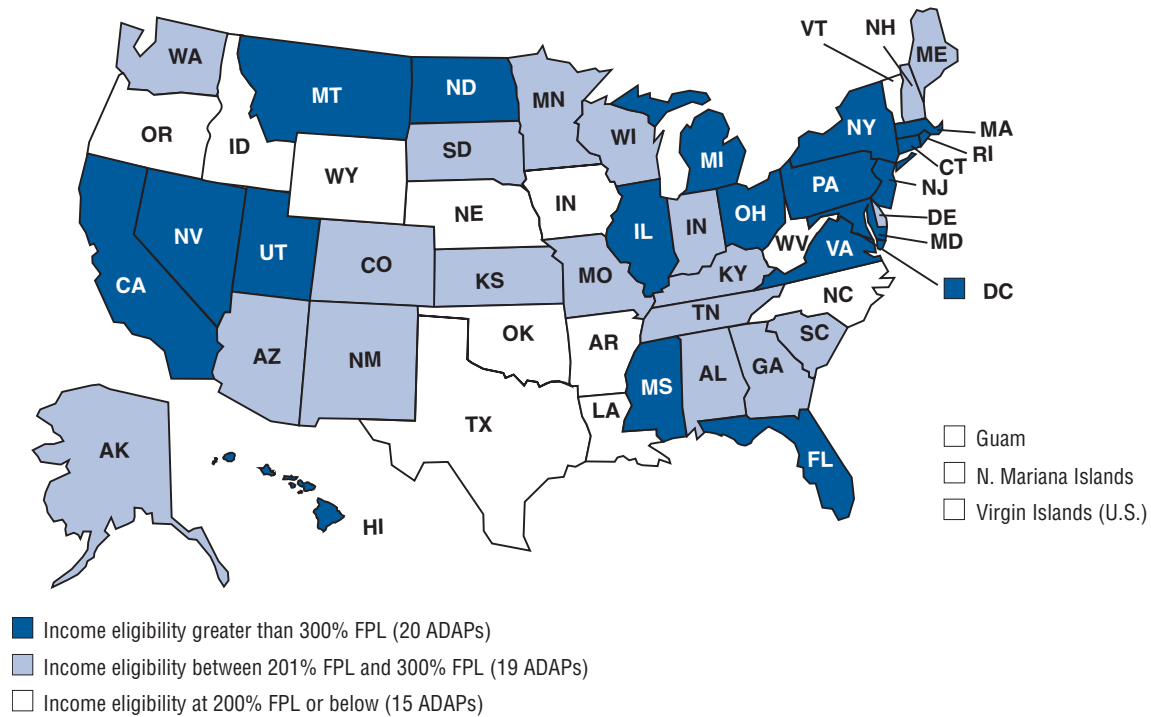 VT
NH
ME
WA
MT
ND
MN
OR
ID
SD
WI
WY
MI
NY
MA
RI
CT
NJ
PA
NE
IN
IL
IN
OH
DE
MD
NV
UT
CO
KS
MO
KY
WV
VA
DC
CA
AZ
NM
OK
AR
TN
NC
SC
MS
AL
GA
TX
LA
FL
AK
HI
Guam
N. Mariana Islands
Virgin Islands (U.S.)
Income eligibility greater than 300% FPL (20 ADAPs)
Income eligibility between 201% FPL and 300% FPL (19 ADAPs)
Income eligibility at 200% FPL or below (15 ADAPs)